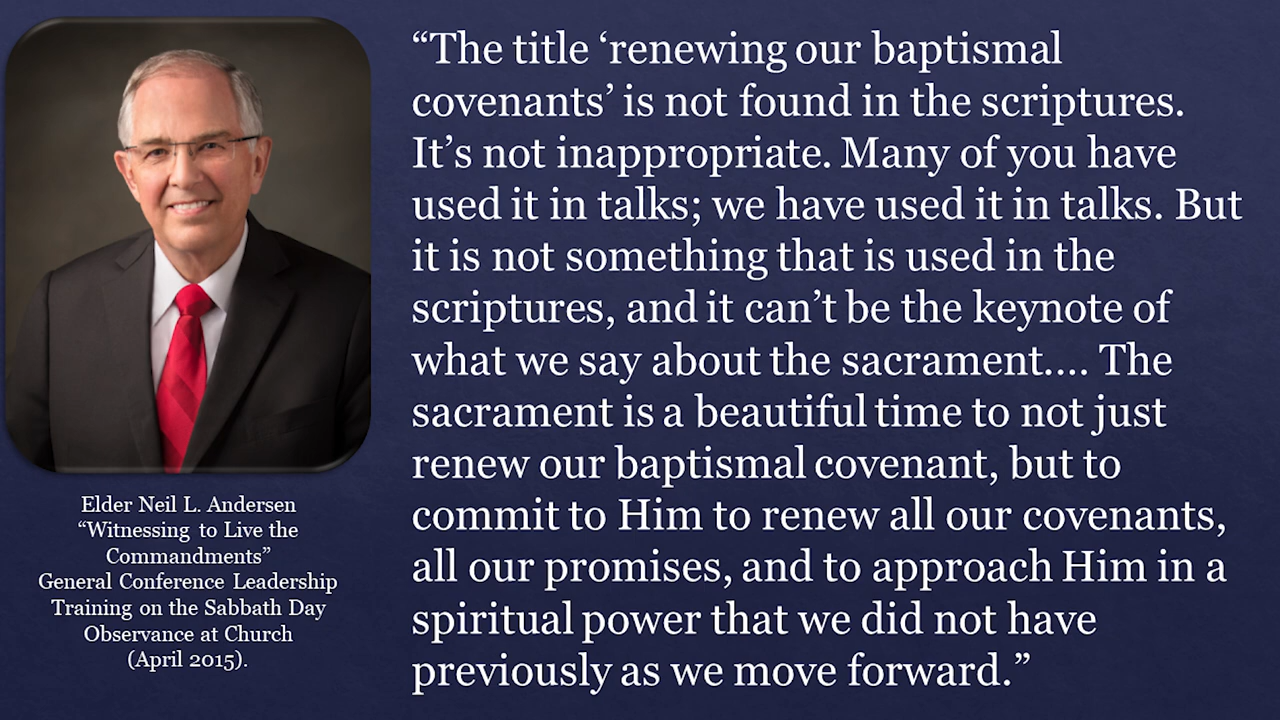 “The title ‘renewing our baptismal
covenants’ is not found in the scriptures.
It’s not inappropriate. Many of you have
used it in talks; we have used it in talks. But
it is not something that is used in the
scriptures, and it can’t be the keynote of
what we say about the sacrament.... The
sacrament is a beautiful time to not just
renew our baptismal covenant, but to
commit to Him to renew all our covenants,
all our promises, and to approach Him in a
spiritual power that we did not have
previously as we move forward.”
Elder Neil L. Andersen
“Witnessing to Live the
Commandments”
General Conference Leadership
Training on the Sabbath Day
Observance at Church
(April 2015).